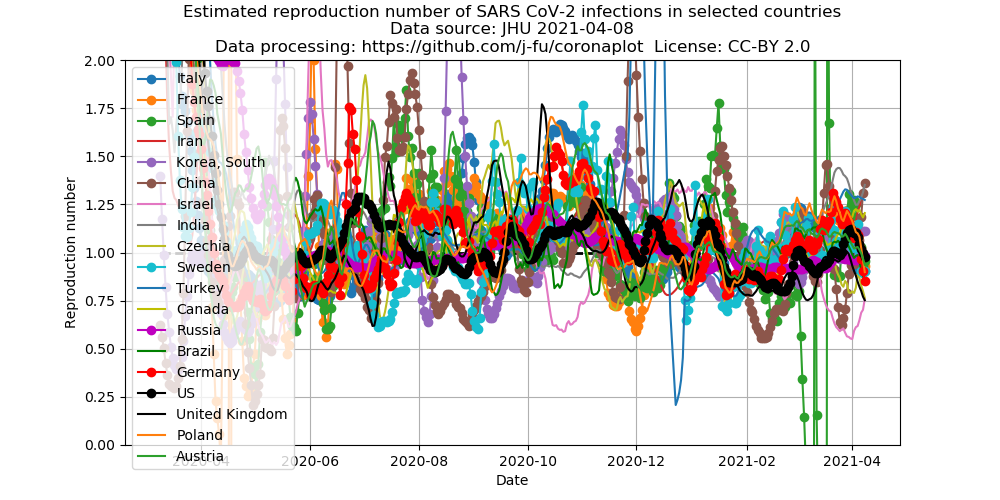 Estimated reproduction number of SARS CoV-2 infections in selected countries
Data source: JHU 2021-04-08
Data processing: https://github.com/j-fu/coronaplot  License: CC-BY 2.0
2.00
1.75
1.50
1.25
1.00
0.75
0.50
0.25
0.00
Reproduction number
Italy
France
Spain
Iran
Korea, South
China
Israel
India
Czechia
Sweden
Turkey
Canada
Russia
Brazil
Germany
US
United Kingdom
Poland
Austria
2020-04
2020-06
2020-08
2020-10
2020-12
2021-02
2021-04
Date